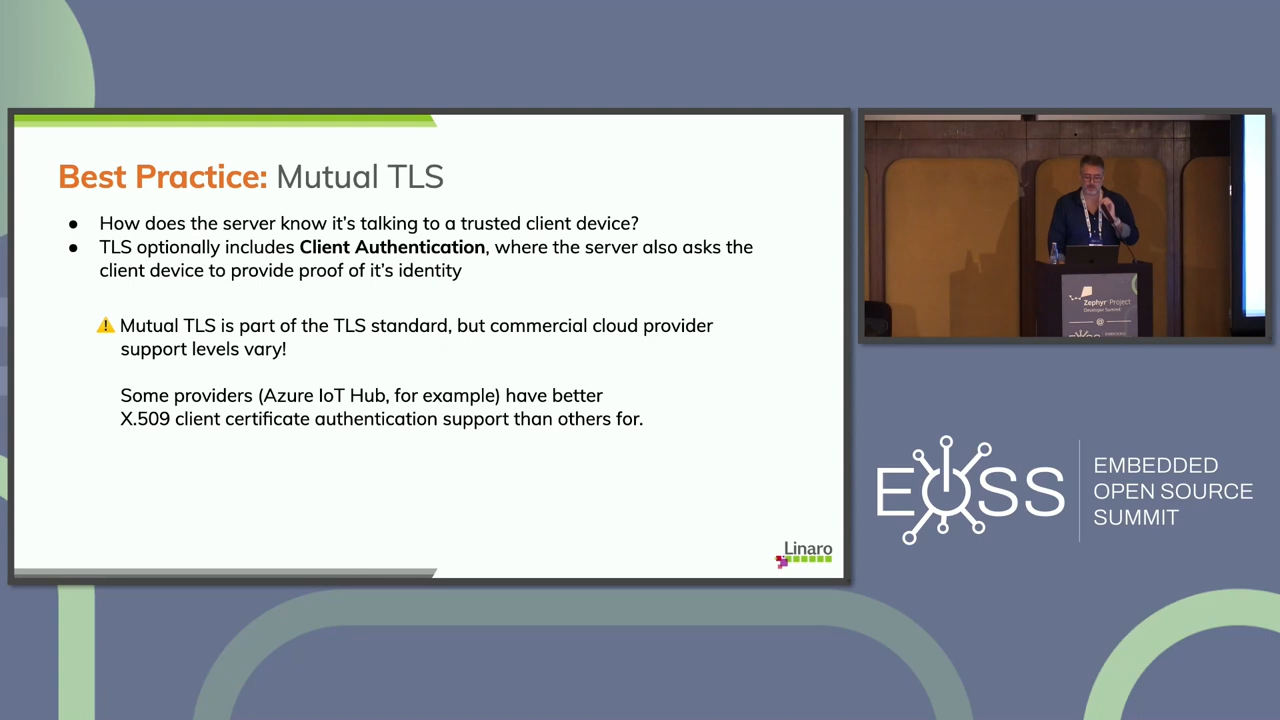 Best Practice: Mutual TLS
● How does the server know it's talking to a trusted client device?
● TLS optionally includes Client Authentication, where the server also asks the
client device to provide proof of it's identity
⚠ Mutual TLS is part of the TLS standard, but commercial cloud provider
support levels vary!
Some providers (Azure IoT Hub, for example) have better
X.509 client certificate authentication support than others for.
Linaro
Zephyr Project
Developer Summit
@
EOSS
EMBEDDED
OPEN SOURCE
SUMMIT